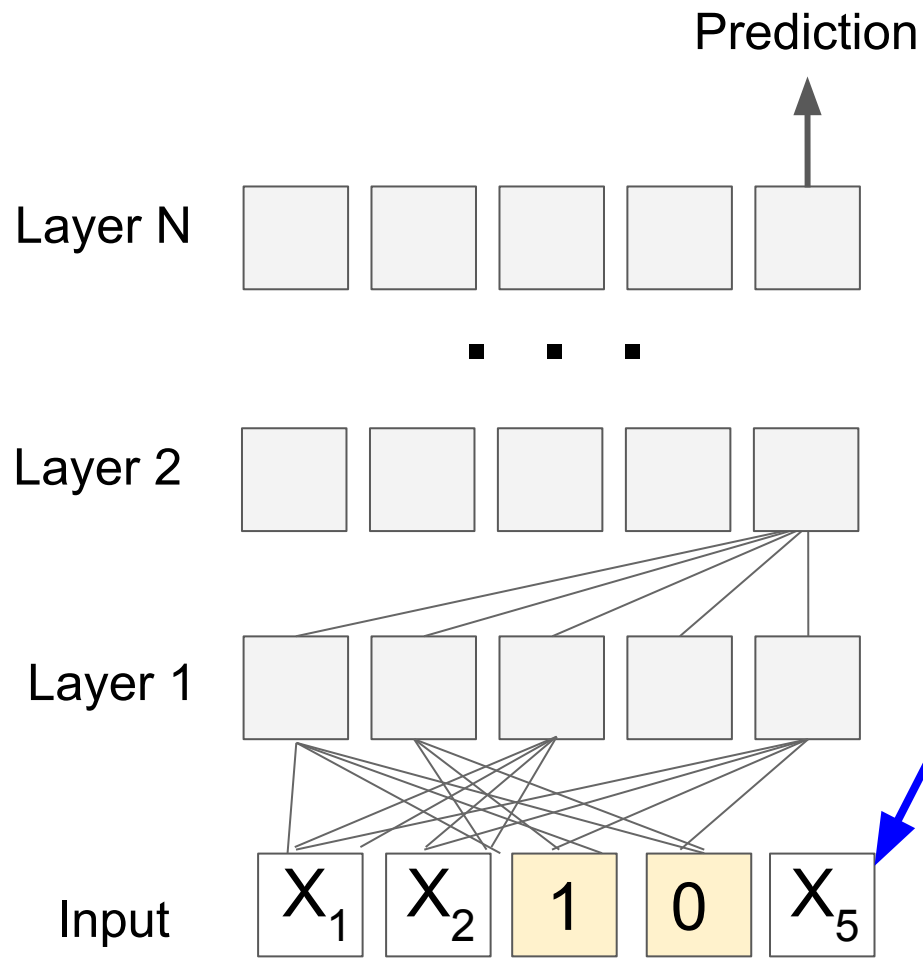 Prediction
Layer N
Layer 2
Layer 1
Input X₁ X₂ 1 0 X₅